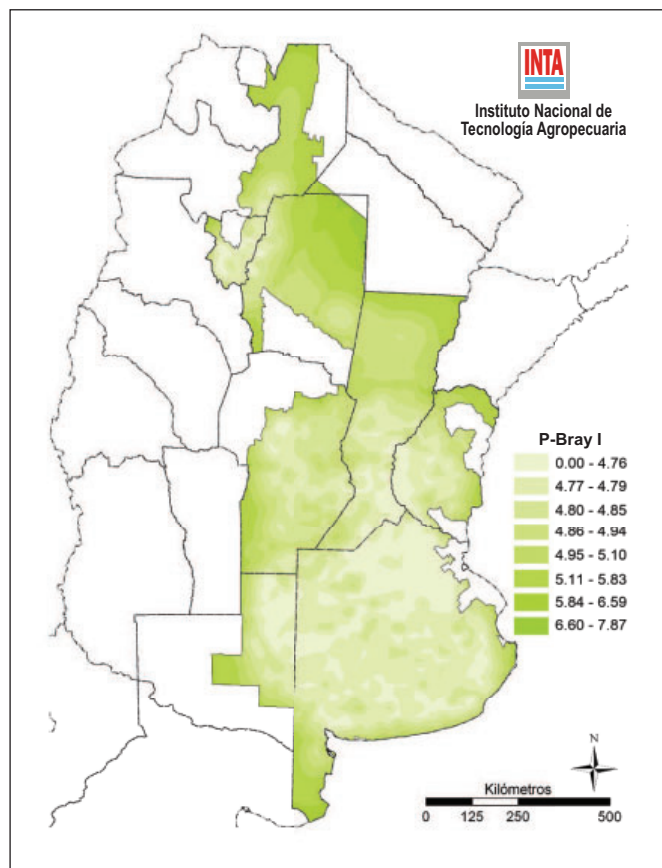 INTA
Instituto Nacional de
Tecnología Agropecuaria
P-Bray I
0.00 - 4.76
4.77 - 4.79
4.80 - 4.85
4.86 - 4.94
4.95 - 5.10
5.11 - 5.83
5.84 - 6.59
6.60 - 7.87
N
Kilómetros
0 125 250 500